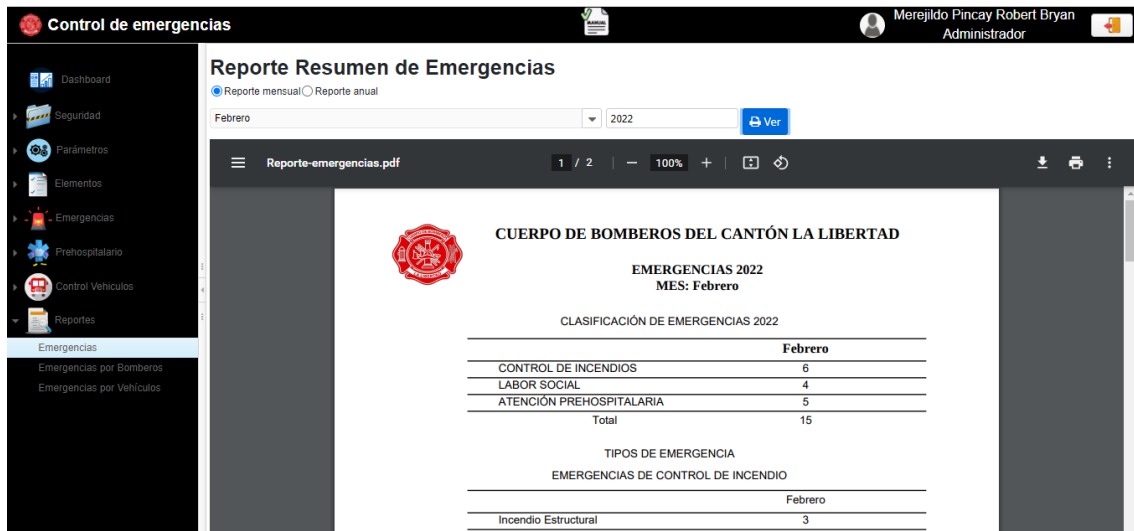 Control de emergencias
MANUAL
Merejildo Pincay Robert Bryan
Administrador
Dashboard
Seguridad
Parámetros
Elementos
Emergencias
Prehospitalario
Control Vehiculos
Reportes
Emergencias
Emergencias por Bomberos
Emergencias por Vehículos
Reporte Resumen de Emergencias
Reporte mensual Reporte anual
Febrero 2022 Ver
Reporte-emergencias.pdf 1 / 2 100%
CUERPO DE BOMBEROS DEL CANTÓN LA LIBERTAD
EMERGENCIAS 2022
MES: Febrero
CLASIFICACIÓN DE EMERGENCIAS 2022
Febrero
CONTROL DE INCENDIOS 6
LABOR SOCIAL 4
ATENCIÓN PREHOSPITALARIA 5
Total 15
TIPOS DE EMERGENCIA
EMERGENCIAS DE CONTROL DE INCENDIO
Febrero
Incendio Estructural 3